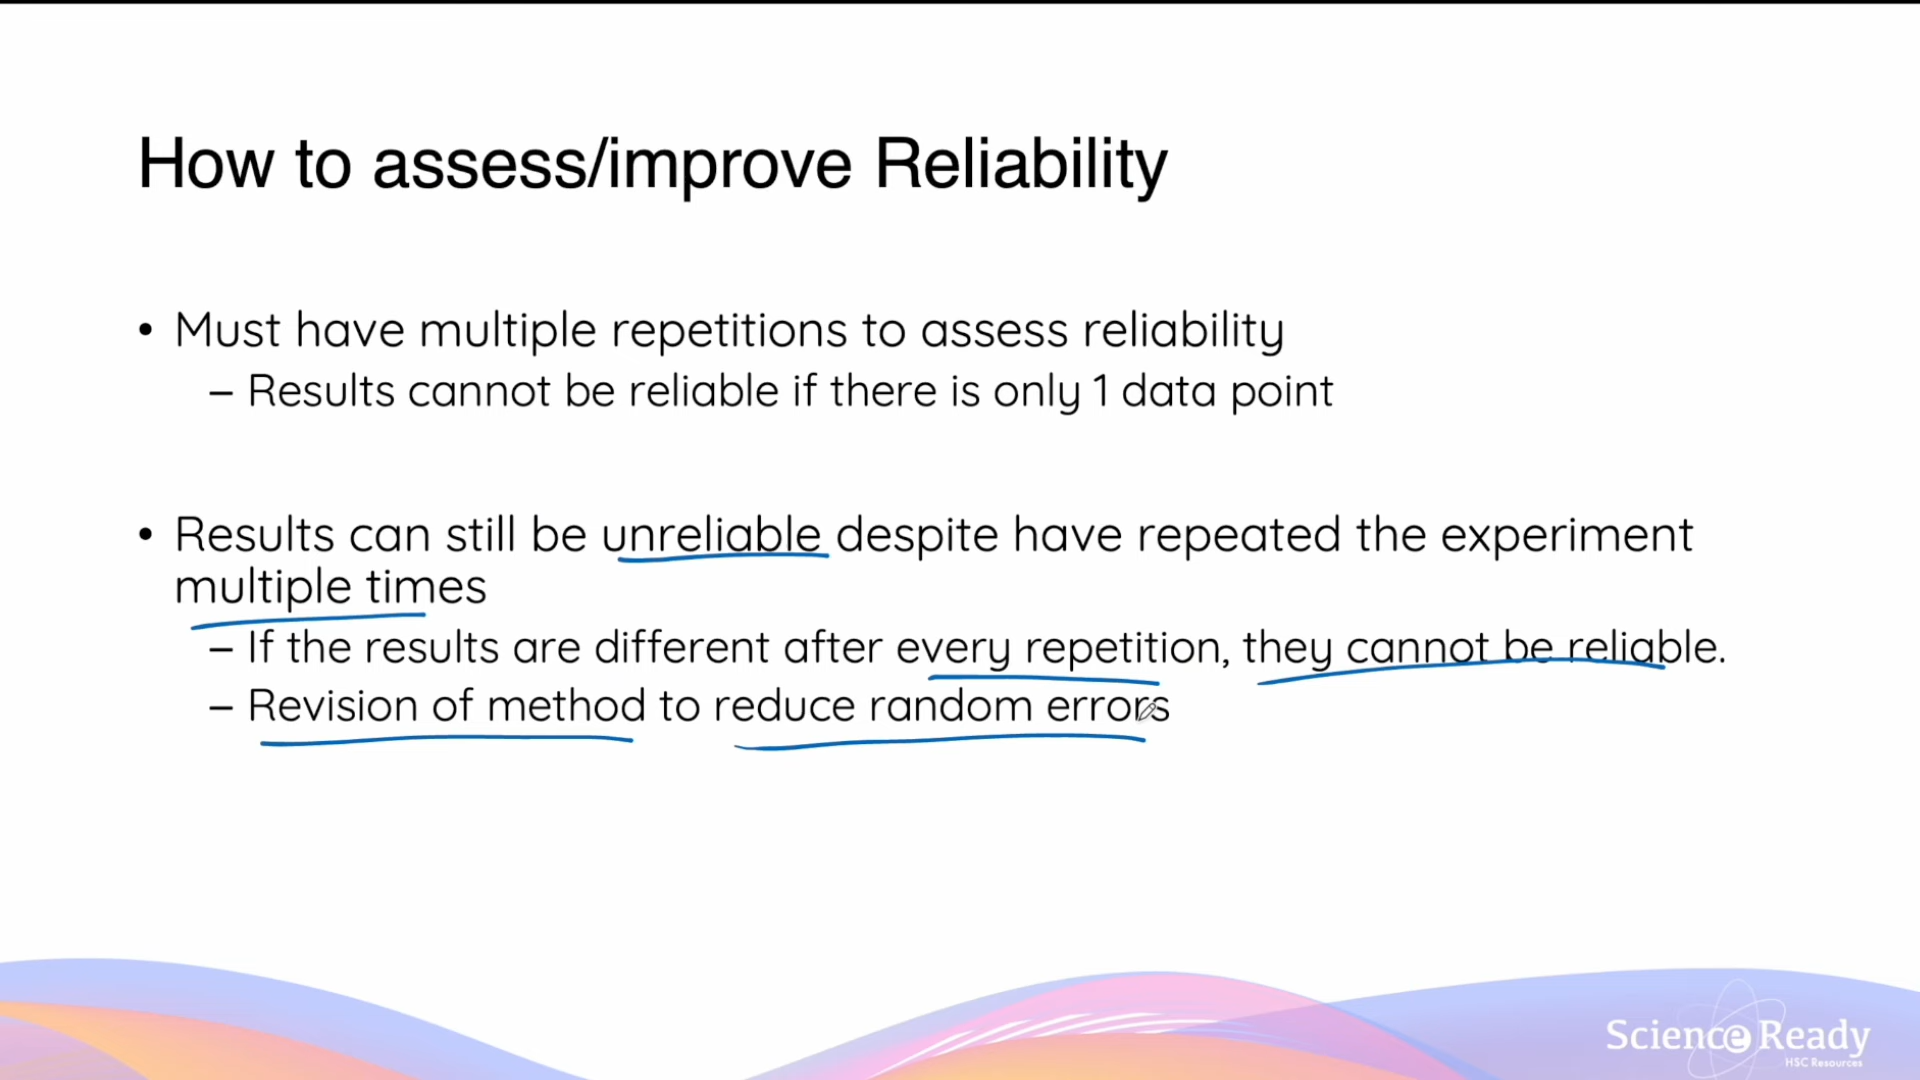 How to assess/improve Reliability
• Must have multiple repetitions to assess reliability
– Results cannot be reliable if there is only 1 data point
• Results can still be unreliable despite have repeated the experiment
multiple times
– If the results are different after every repetition, they cannot be reliable.
– Revision of method to reduce random errors
Science Ready
HSC Resources